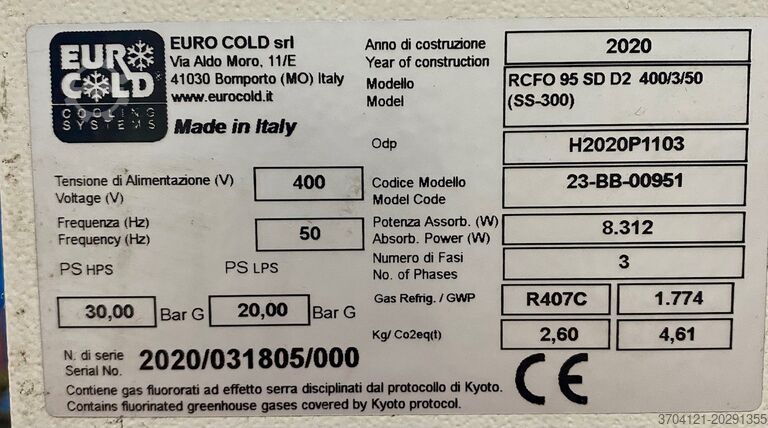 EURO COLD
COOLING
SYSTEMS
EURO COLD srl
Via Aldo Moro, 11/E
41030 Bomporto (MO) Italy
www.eurocold.it
Made in Italy
Anno di costruzione
Year of construction
2020
Modello
Model
RCFO 95 SD D2 400/3/50
(SS-300)
Odp
H2020P1103
Tensione di Alimentazione (V)
Voltage (V)
400
Codice Modello
Model Code
23-BB-00951
Frequenza (Hz)
Frequency (Hz)
50
Potenza Assorb. (W)
Absorb. Power (W)
8.312
Numero di Fasi
No. of Phases
3
PS HPS
PS LPS
30,00 Bar G
20,00 Bar G
Gas Refrig. / GWP
R407C
1.774
Kg/ Co2eq(t)
2,60
4,61
N. di serie
Serial No.
2020/031805/000
CE
Contiene gas fluororati ad effetto serra disciplinati dal protocollo di Kyoto.
Contains fluorinated greenhouse gases covered by Kyoto protocol.
3704121-20291355